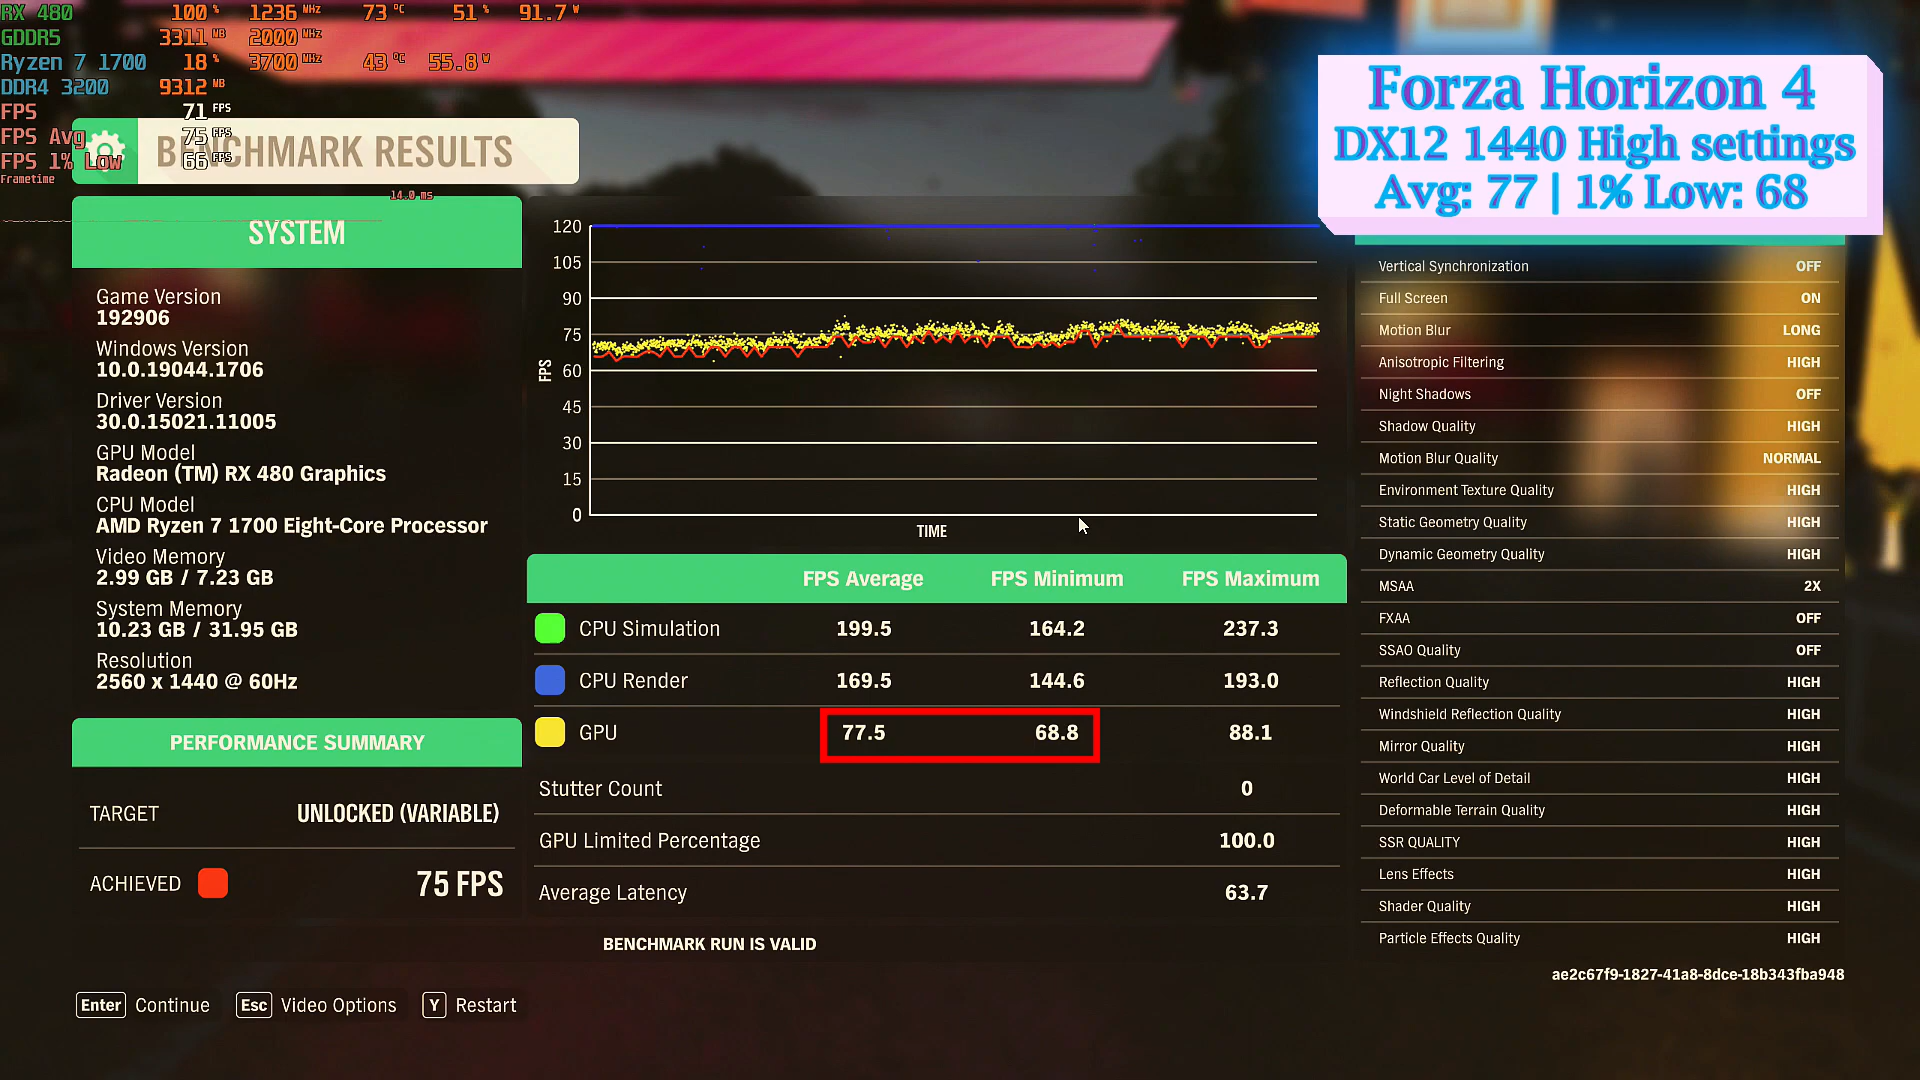 RX 480 100 % 1236 MHz 73 °C 51 % 91.7 W
GDDR5 3311 MB 2000 MHz
Ryzen 7 1700 18 % 3700 MHz 43 °C 55.8 W
DDR4 3200 9312 MB
FPS 71 FPS
FPS Avg 75 FPS
FPS 1% Low 66 FPS
Frametime
14.0 ms
BENCHMARK RESULTS
Forza Horizon 4
DX12 1440 High settings
Avg: 77 | 1% Low: 68
SYSTEM
Game Version
192906
Windows Version
10.0.19044.1706
Driver Version
30.0.15021.11005
GPU Model
Radeon (TM) RX 480 Graphics
CPU Model
AMD Ryzen 7 1700 Eight-Core Processor
Video Memory
2.99 GB / 7.23 GB
System Memory
10.23 GB / 31.95 GB
Resolution
2560 x 1440 @ 60Hz
PERFORMANCE SUMMARY
TARGET UNLOCKED (VARIABLE)
ACHIEVED 75 FPS
120
105
90
75
60
45
30
15
0
FPS
TIME
FPS Average FPS Minimum FPS Maximum
CPU Simulation 199.5 164.2 237.3
CPU Render 169.5 144.6 193.0
GPU 77.5 68.8 88.1
Stutter Count 0
GPU Limited Percentage 100.0
Average Latency 63.7
BENCHMARK RUN IS VALID
Vertical Synchronization OFF
Full Screen ON
Motion Blur LONG
Anisotropic Filtering HIGH
Night Shadows OFF
Shadow Quality HIGH
Motion Blur Quality NORMAL
Environment Texture Quality HIGH
Static Geometry Quality HIGH
Dynamic Geometry Quality HIGH
MSAA 2X
FXAA OFF
SSAO Quality OFF
Reflection Quality HIGH
Windshield Reflection Quality HIGH
Mirror Quality HIGH
World Car Level of Detail HIGH
Deformable Terrain Quality HIGH
SSR QUALITY HIGH
Lens Effects HIGH
Shader Quality HIGH
Particle Effects Quality HIGH
ae2c67f9-1827-41a8-8dce-18b343fba948
Enter Continue Esc Video Options Y Restart